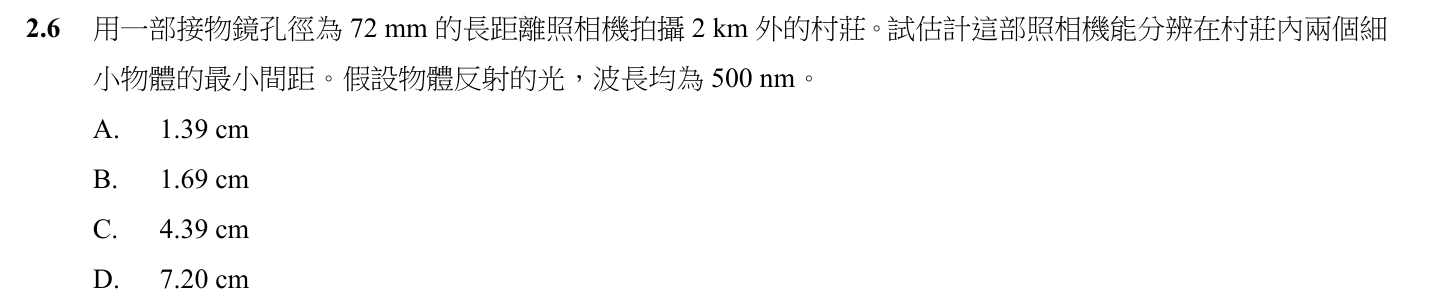 2.6 用一部接物鏡孔徑為 72 mm 的長距離照相機拍攝 2 km 外的村莊。試估計這部照相機能分辨在村莊內兩個細
小物體的最小間距。假設物體反射的光，波長均為 500 nm。
A. 1.39 cm
B. 1.69 cm
C. 4.39 cm
D. 7.20 cm